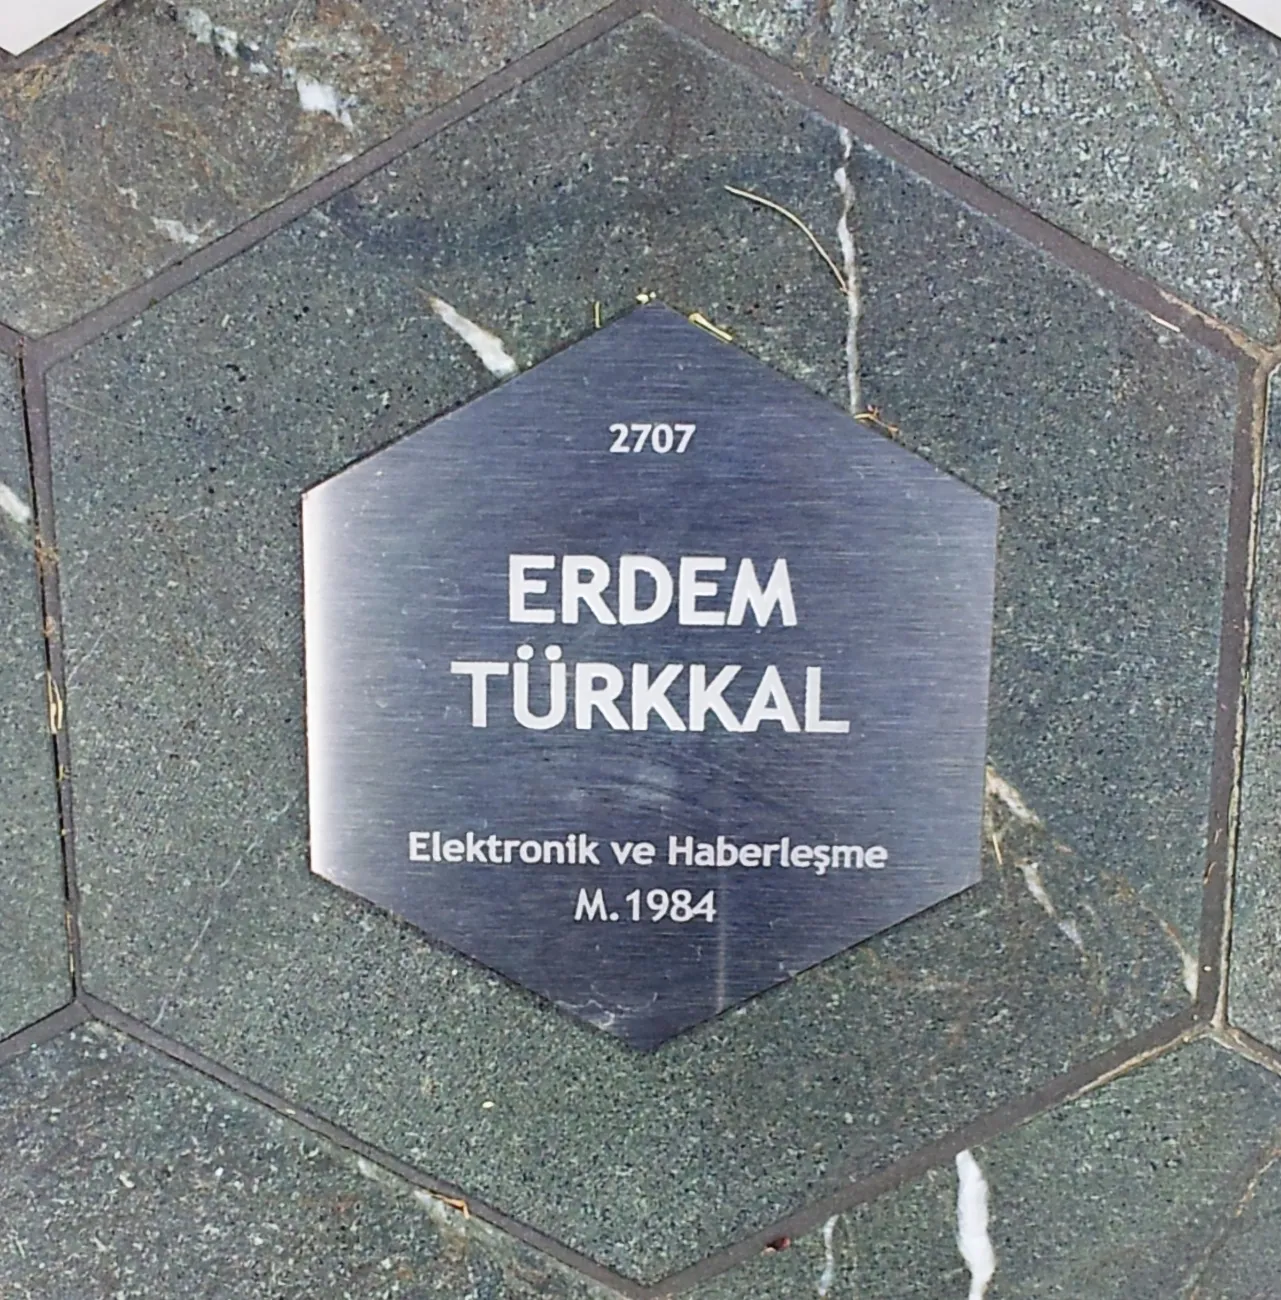 2707
ERDEM
TÜRKKAL
Elektronik ve Haberleşme
M.1984